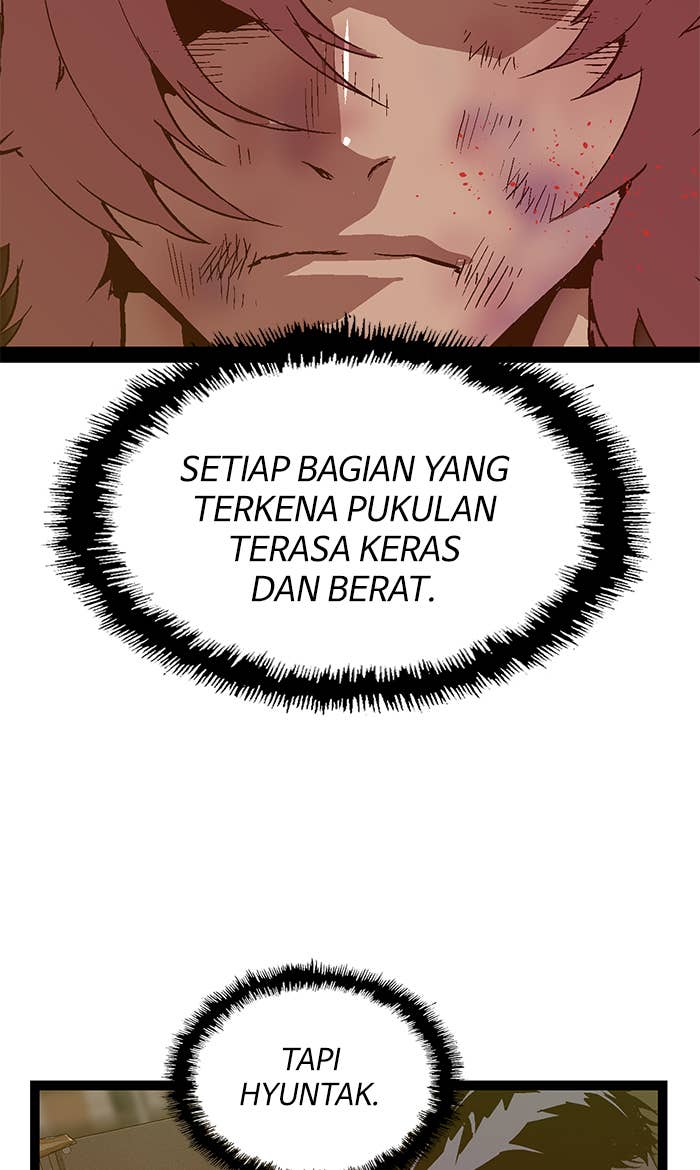 SETIAP BAGIAN YANG
TERKENA PUKULAN
TERASA KERAS
DAN BERAT.
TAPI
HYUNTAK.